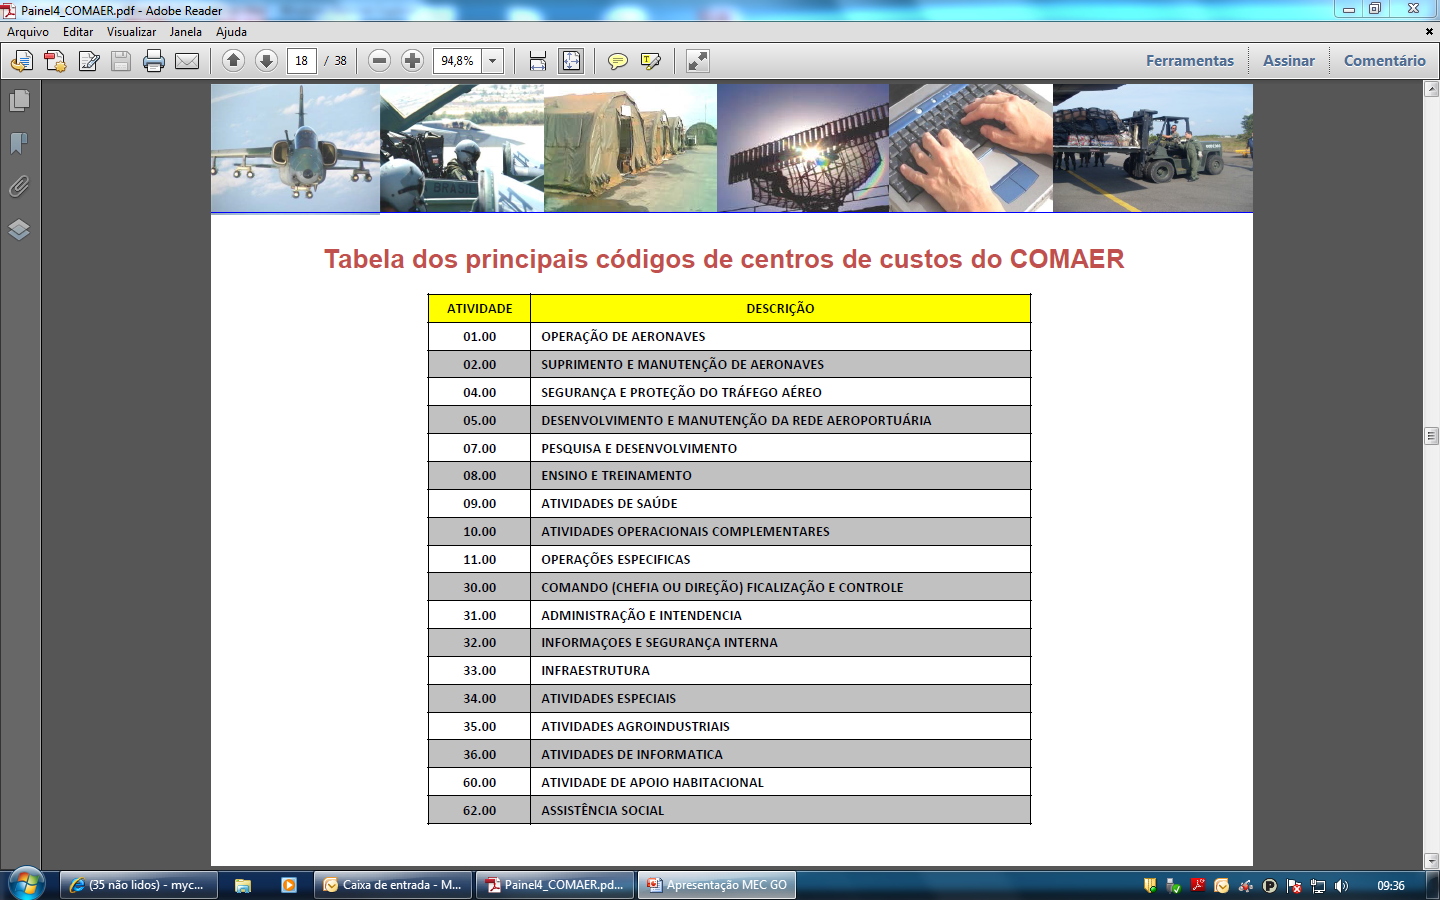 Painel4_COMAER.pdf - Adobe Reader
Arquivo Editar Visualizar Janela Ajuda
18 / 38 94,8% Ferramentas Assinar Comentário
BRASIL
Tabela dos principais códigos de centros de custos do COMAER
ATIVIDADE DESCRIÇÃO
01.00 OPERAÇÃO DE AERONAVES
02.00 SUPRIMENTO E MANUTENÇÃO DE AERONAVES
04.00 SEGURANÇA E PROTEÇÃO DO TRÁFEGO AÉREO
05.00 DESENVOLVIMENTO E MANUTENÇÃO DA REDE AEROPORTUÁRIA
07.00 PESQUISA E DESENVOLVIMENTO
08.00 ENSINO E TREINAMENTO
09.00 ATIVIDADES DE SAÚDE
10.00 ATIVIDADES OPERACIONAIS COMPLEMENTARES
11.00 OPERAÇÕES ESPECIFICAS
30.00 COMANDO (CHEFIA OU DIREÇÃO) FICALIZAÇÃO E CONTROLE
31.00 ADMINISTRAÇÃO E INTENDENCIA
32.00 INFORMAÇOES E SEGURANÇA INTERNA
33.00 INFRAESTRUTURA
34.00 ATIVIDADES ESPECIAIS
35.00 ATIVIDADES AGROINDUSTRIAIS
36.00 ATIVIDADES DE INFORMATICA
60.00 ATIVIDADE DE APOIO HABITACIONAL
62.00 ASSISTÊNCIA SOCIAL
(35 não lidos) - myc... Caixa de entrada - M... Painel4_COMAER.pd... Apresentação MEC GO 09:36